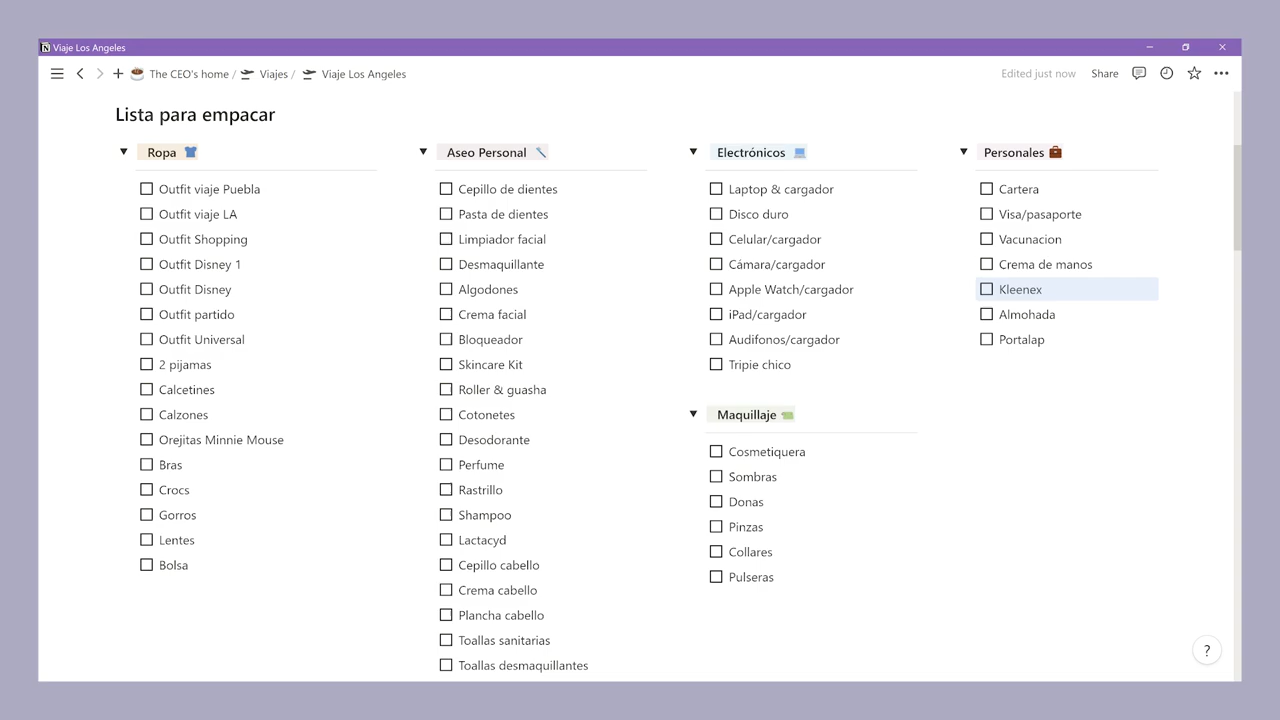 Viaje Los Angeles
The CEO's home / Viajes / Viaje Los Angeles
Edited just now Share
Lista para empacar
Ropa
Outfit viaje Puebla
Outfit viaje LA
Outfit Shopping
Outfit Disney 1
Outfit Disney
Outfit partido
Outfit Universal
2 pijamas
Calcetines
Calzones
Orejitas Minnie Mouse
Bras
Crocs
Gorros
Lentes
Bolsa
Aseo Personal
Cepillo de dientes
Pasta de dientes
Limpiador facial
Desmaquillante
Algodones
Crema facial
Bloqueador
Skincare Kit
Roller & guasha
Cotonetes
Desodorante
Perfume
Rastrillo
Shampoo
Lactacyd
Cepillo cabello
Crema cabello
Plancha cabello
Toallas sanitarias
Toallas desmaquillantes
Electrónicos
Laptop & cargador
Disco duro
Celular/cargador
Cámara/cargador
Apple Watch/cargador
iPad/cargador
Audifonos/cargador
Tripie chico
Maquillaje
Cosmetiquera
Sombras
Donas
Pinzas
Collares
Pulseras
Personales
Cartera
Visa/pasaporte
Vacunacion
Crema de manos
Kleenex
Almohada
Portalap
?